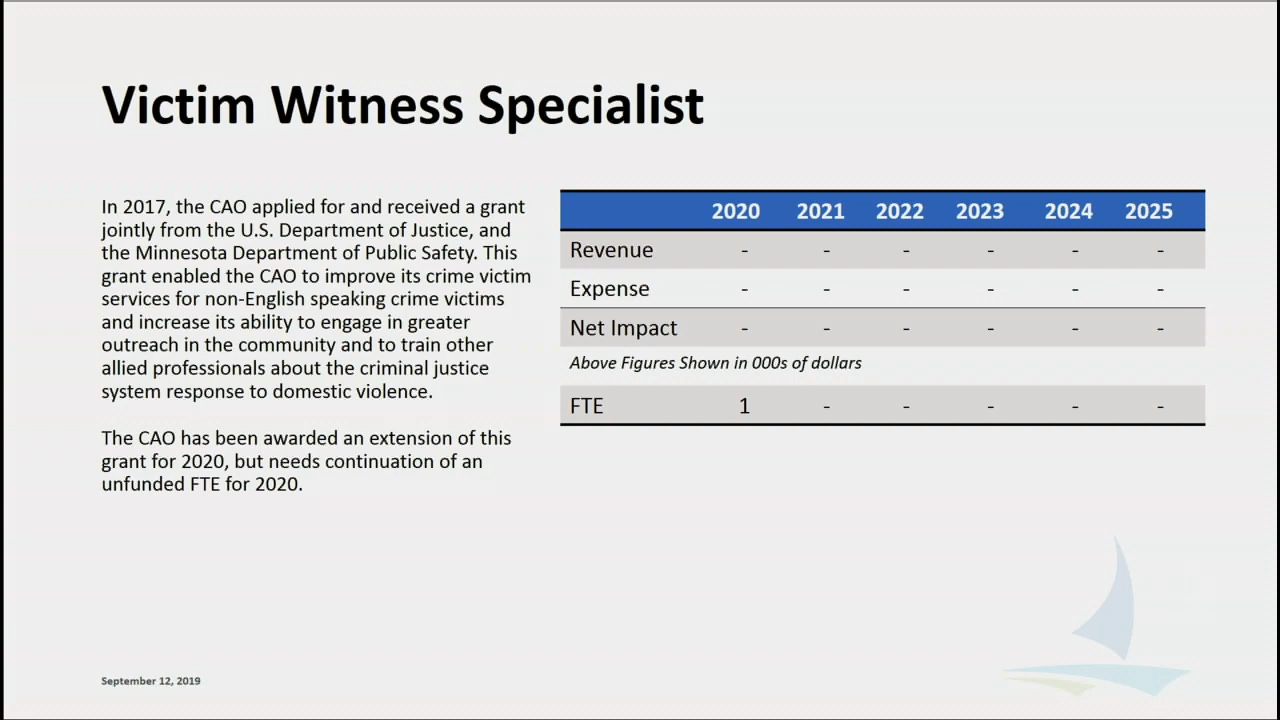 Victim Witness Specialist
In 2017, the CAO applied for and received a grant
jointly from the U.S. Department of Justice, and
the Minnesota Department of Public Safety. This
grant enabled the CAO to improve its crime victim
services for non-English speaking crime victims
and increase its ability to engage in greater
outreach in the community and to train other
allied professionals about the criminal justice
system response to domestic violence.
The CAO has been awarded an extension of this
grant for 2020, but needs continuation of an
unfunded FTE for 2020.
2020 2021 2022 2023 2024 2025
Revenue - - - - - -
Expense - - - - - -
Net Impact - - - - - -
Above Figures Shown in 000s of dollars
FTE 1 - - - - -
September 12, 2019